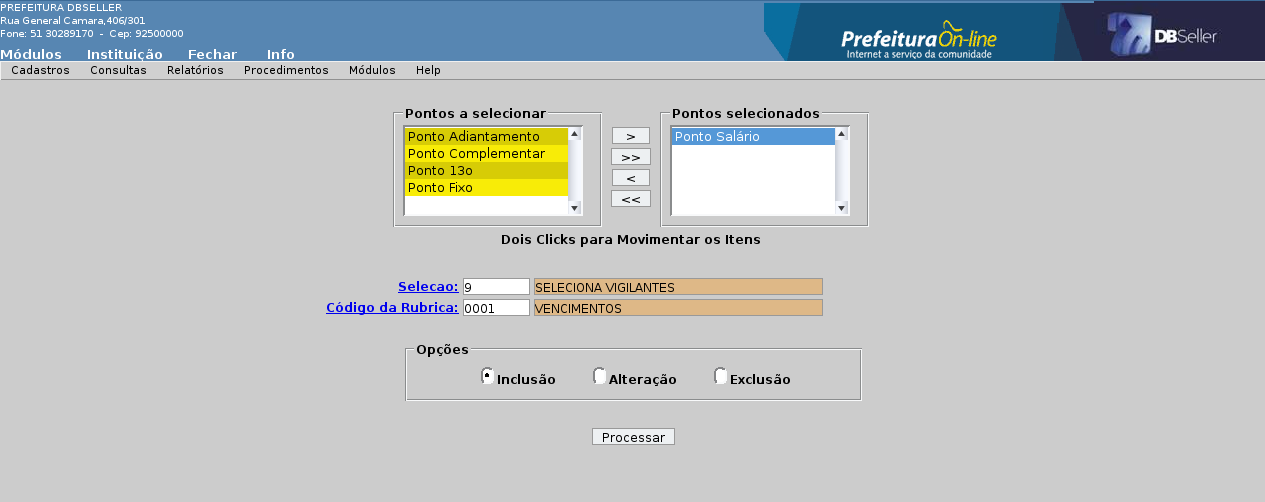 PREFEITURA DBSELLER
Rua General Camara,406/301
Fone: 51 30289170 - Cep: 92500000
Prefeitura On-line
Internet a serviço da comunidade
DBSeller
Módulos Instituição Fechar Info
Cadastros Consultas Relatórios Procedimentos Módulos Help
Pontos a selecionar
Ponto Adiantamento
Ponto Complementar
Ponto 13o
Ponto Fixo
>
>>
<
<<
Pontos selecionados
Ponto Salário
Dois Clicks para Movimentar os Itens
Selecao: 9 SELECIONA VIGILANTES
Código da Rubrica: 0001 VENCIMENTOS
Opções
Inclusão Alteração Exclusão
Processar